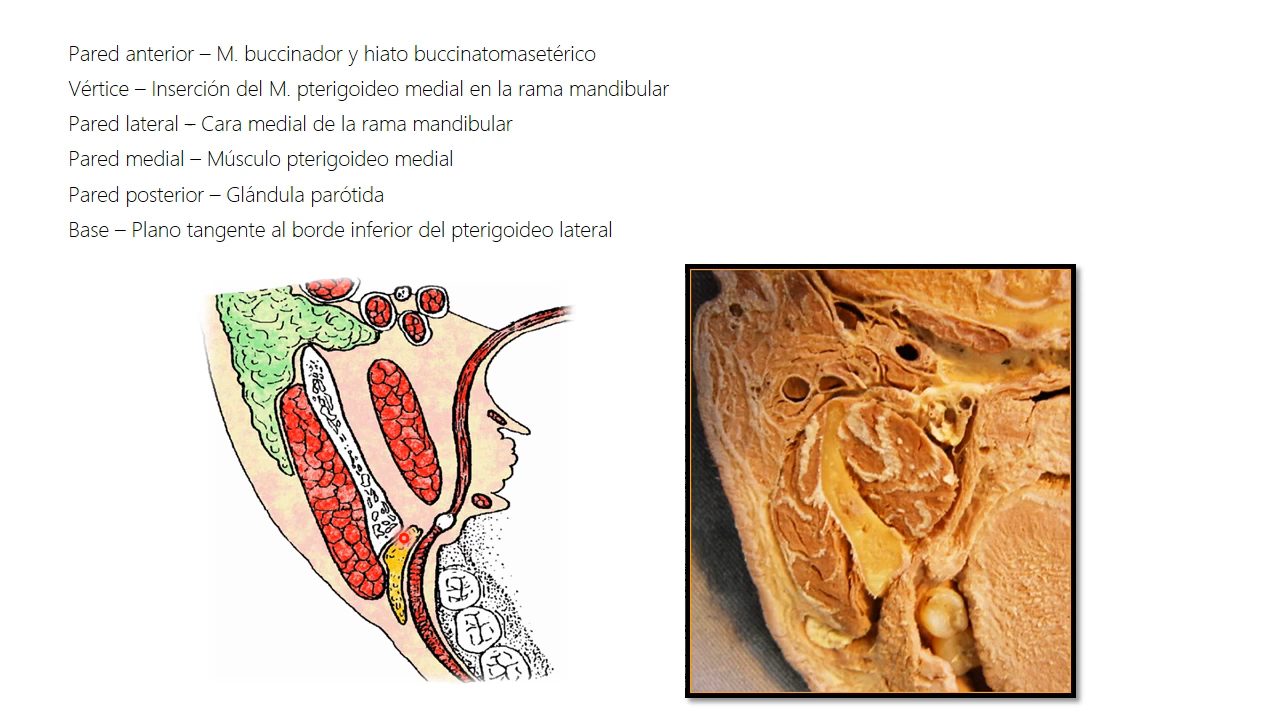 Pared anterior – M. buccinador y hiato buccinatomasetérico
Vértice – Inserción del M. pterigoideo medial en la rama mandibular
Pared lateral – Cara medial de la rama mandibular
Pared medial – Músculo pterigoideo medial
Pared posterior – Glándula parótida
Base – Plano tangente al borde inferior del pterigoideo lateral